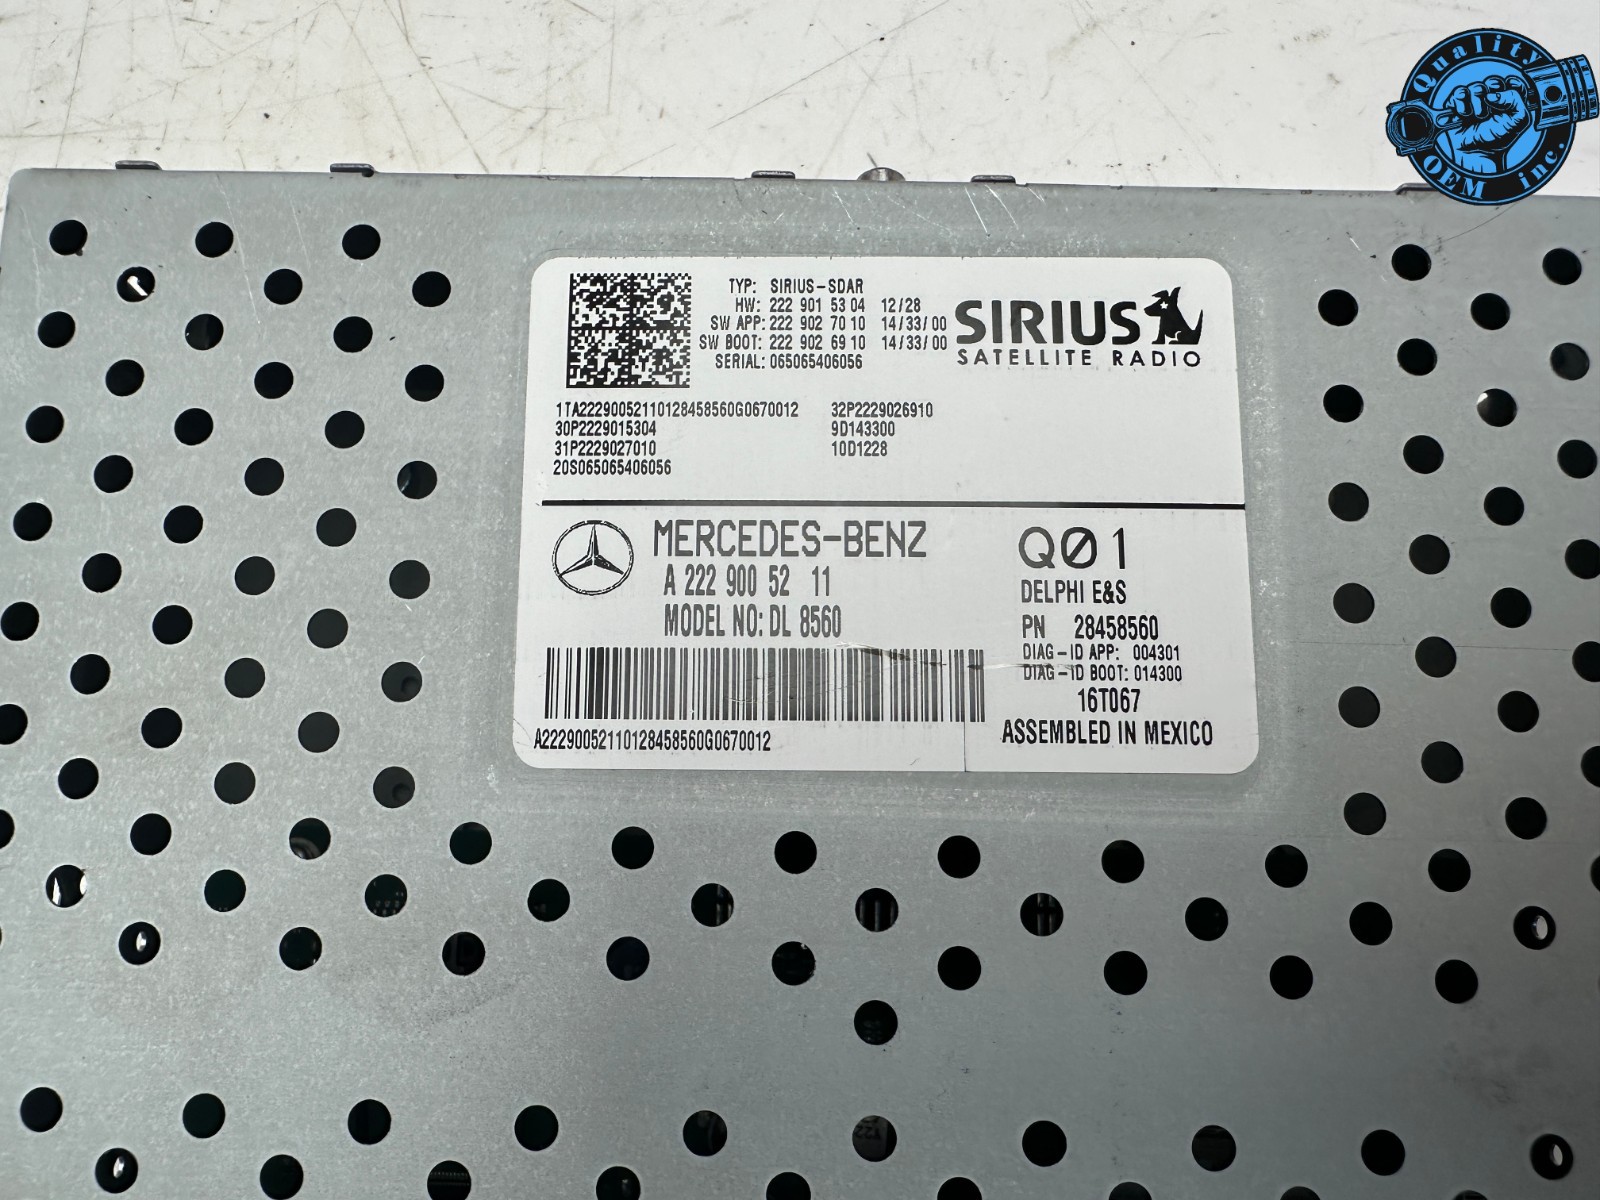 Quality
OEM inc.
TYP: SIRIUS-SDAR
HW: 222 901 53 04 12/28
SW APP: 222 902 70 10 14/33/00
SW BOOT: 222 902 69 10 14/33/00
SERIAL: 065065406056
SIRIUS
SATELLITE RADIO
1TA22290052110128458560G0670012 32P2229026910
30P2229015304 9D143300
31P2229027010 10D1228
20S065065406056
MERCEDES-BENZ
A 222 900 52 11
MODEL NO: DL 8560
Q01
DELPHI E&S
PN 28458560
DIAG-ID APP: 004301
DIAG-ID BOOT: 014300
16T067
ASSEMBLED IN MEXICO
A22290052110128458560G0670012